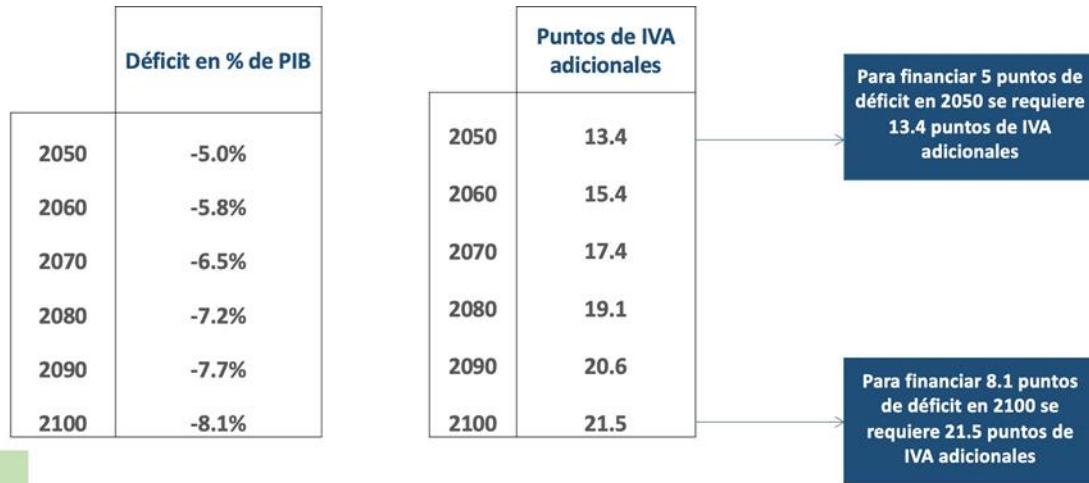 Déficit en % de PIB
2050 -5.0%
2060 -5.8%
2070 -6.5%
2080 -7.2%
2090 -7.7%
2100 -8.1%
Puntos de IVA
adicionales
2050 13.4
2060 15.4
2070 17.4
2080 19.1
2090 20.6
2100 21.5
Para financiar 5 puntos de
déficit en 2050 se requiere
13.4 puntos de IVA
adicionales
Para financiar 8.1 puntos
de déficit en 2100 se
requiere 21.5 puntos de
IVA adicionales